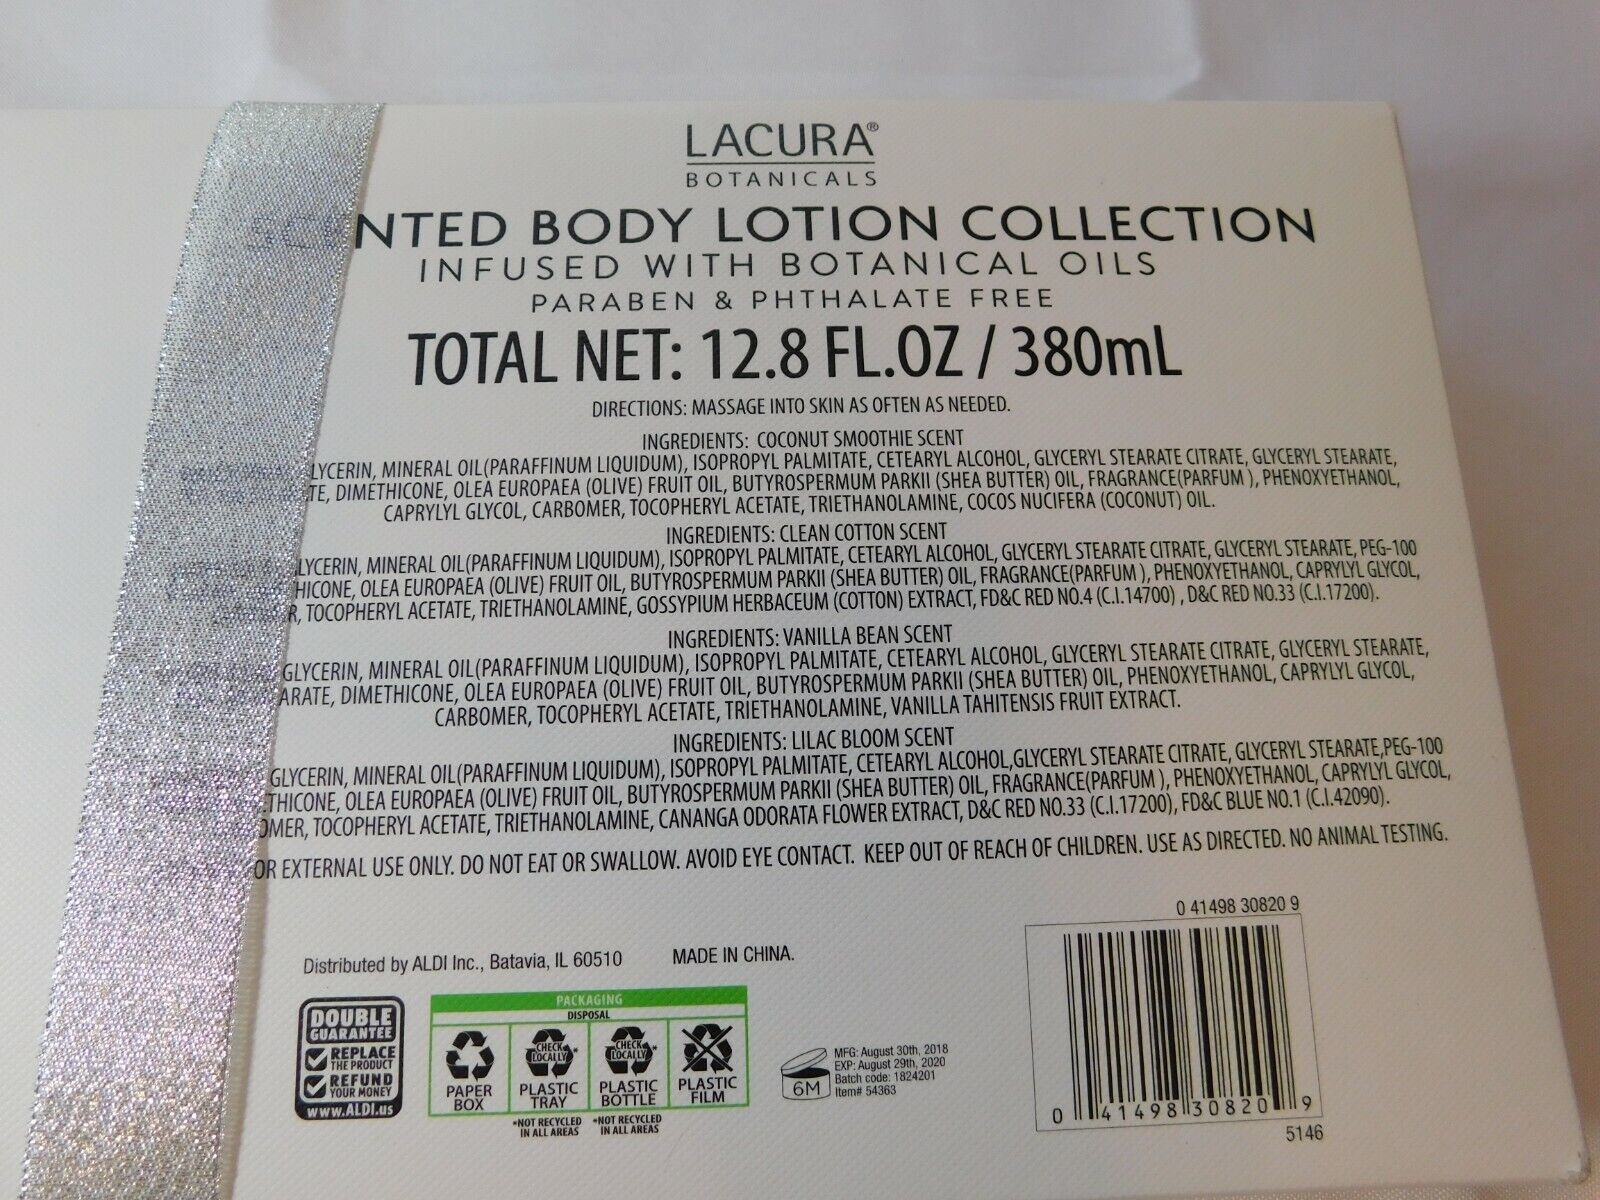 LACURA®
BOTANICALS
SCENTED BODY LOTION COLLECTION
INFUSED WITH BOTANICAL OILS
PARABEN & PHTHALATE FREE
TOTAL NET: 12.8 FL.OZ / 380mL
DIRECTIONS: MASSAGE INTO SKIN AS OFTEN AS NEEDED.
INGREDIENTS: COCONUT SMOOTHIE SCENT
LYCERIN, MINERAL OIL(PARAFFINUM LIQUIDUM), ISOPROPYL PALMITATE, CETEARYL ALCOHOL, GLYCERYL STEARATE CITRATE, GLYCERYL STEARATE,
TE, DIMETHICONE, OLEA EUROPAEA (OLIVE) FRUIT OIL, BUTYROSPERMUM PARKII (SHEA BUTTER) OIL, FRAGRANCE(PARFUM ), PHENOXYETHANOL,
CAPRYLYL GLYCOL, CARBOMER, TOCOPHERYL ACETATE, TRIETHANOLAMINE, COCOS NUCIFERA (COCONUT) OIL.
INGREDIENTS: CLEAN COTTON SCENT
LYCERIN, MINERAL OIL(PARAFFINUM LIQUIDUM), ISOPROPYL PALMITATE, CETEARYL ALCOHOL, GLYCERYL STEARATE CITRATE, GLYCERYL STEARATE, PEG-100
HICONE, OLEA EUROPAEA (OLIVE) FRUIT OIL, BUTYROSPERMUM PARKII (SHEA BUTTER) OIL, FRAGRANCE(PARFUM ), PHENOXYETHANOL, CAPRYLYL GLYCOL,
R, TOCOPHERYL ACETATE, TRIETHANOLAMINE, GOSSYPIUM HERBACEUM (COTTON) EXTRACT, FD&C RED NO.4 (C.I.14700) , D&C RED NO.33 (C.I.17200).
INGREDIENTS: VANILLA BEAN SCENT
GLYCERIN, MINERAL OIL(PARAFFINUM LIQUIDUM), ISOPROPYL PALMITATE, CETEARYL ALCOHOL, GLYCERYL STEARATE CITRATE, GLYCERYL STEARATE,
ARATE, DIMETHICONE, OLEA EUROPAEA (OLIVE) FRUIT OIL, BUTYROSPERMUM PARKII (SHEA BUTTER) OIL, PHENOXYETHANOL, CAPRYLYL GLYCOL,
CARBOMER, TOCOPHERYL ACETATE, TRIETHANOLAMINE, VANILLA TAHITENSIS FRUIT EXTRACT.
INGREDIENTS: LILAC BLOOM SCENT
GLYCERIN, MINERAL OIL(PARAFFINUM LIQUIDUM), ISOPROPYL PALMITATE, CETEARYL ALCOHOL,GLYCERYL STEARATE CITRATE, GLYCERYL STEARATE,PEG-100
ETHICONE, OLEA EUROPAEA (OLIVE) FRUIT OIL, BUTYROSPERMUM PARKII (SHEA BUTTER) OIL, FRAGRANCE(PARFUM ), PHENOXYETHANOL, CAPRYLYL GLYCOL,
OMER, TOCOPHERYL ACETATE, TRIETHANOLAMINE, CANANGA ODORATA FLOWER EXTRACT, D&C RED NO.33 (C.I.17200), FD&C BLUE NO.1 (C.I.42090).
OR EXTERNAL USE ONLY. DO NOT EAT OR SWALLOW. AVOID EYE CONTACT. KEEP OUT OF REACH OF CHILDREN. USE AS DIRECTED. NO ANIMAL TESTING.
0 41498 30820 9
Distributed by ALDI Inc., Batavia, IL 60510 MADE IN CHINA.
DOUBLE
GUARANTEE
REPLACE
THE PRODUCT
REFUND
YOUR MONEY
www.ALDI.us
PACKAGING
DISPOSAL
PAPER
BOX
CHECK
LOCALLY*
PLASTIC
TRAY
CHECK
LOCALLY*
PLASTIC
BOTTLE
PLASTIC
FILM
*NOT RECYCLED
IN ALL AREAS
*NOT RECYCLED
IN ALL AREAS
6M
MFG: August 30th, 2018
EXP: August 29th, 2020
Batch code: 1824201
Item# 54363
0 41498 30820 9
5146